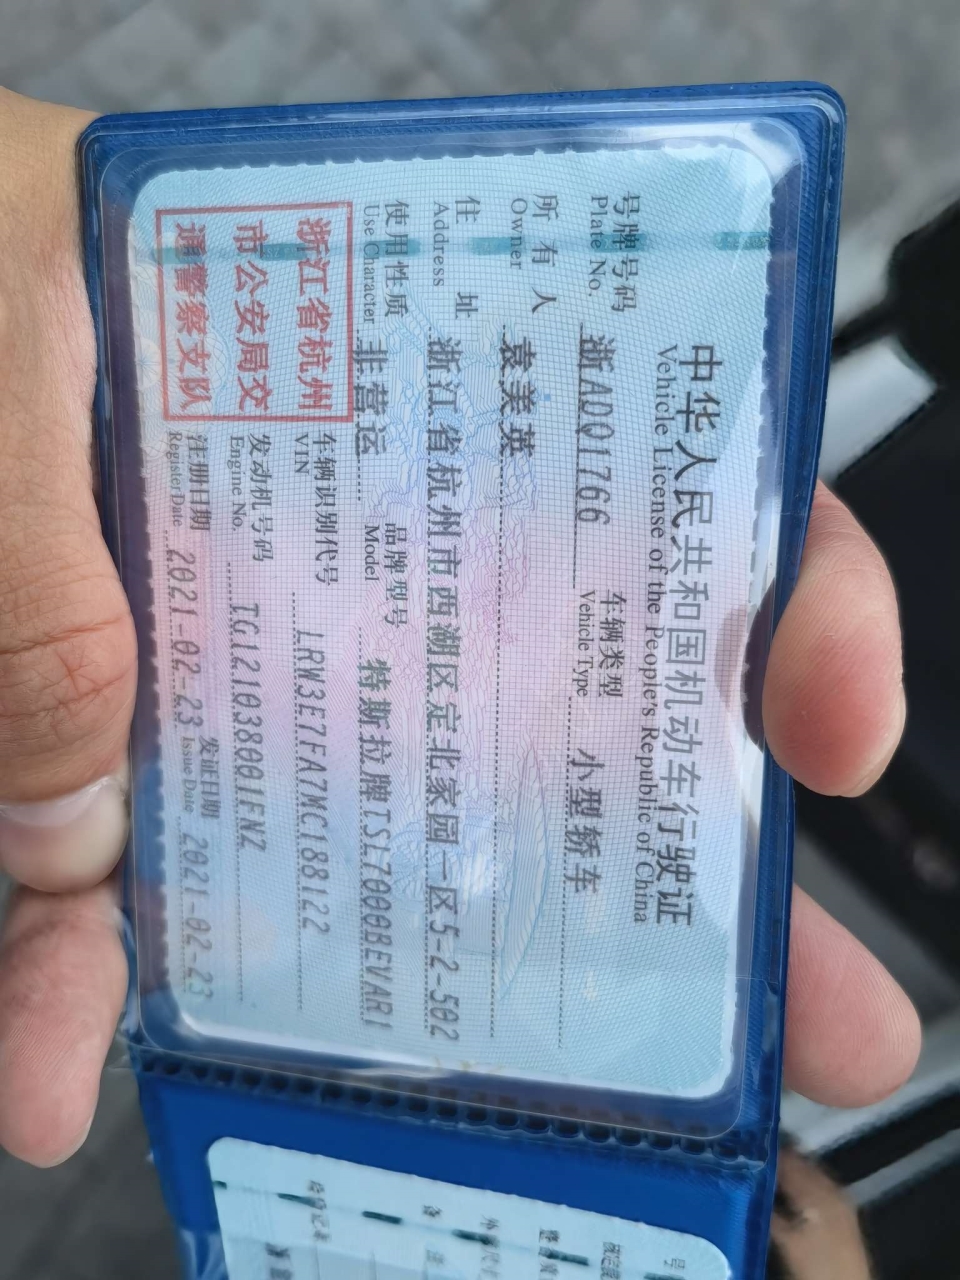 中华人民共和国机动车行驶证
Vehicle License of the People's Republic of China
号牌号码 浙ADQ1766 车辆类型 小型轿车
Plate No. Vehicle Type
所有人 袁美英
Owner
住址 浙江省杭州市西湖区定北家园一区5-2-502
Address
使用性质 非营运 品牌型号 特斯拉牌TSL7000BEVAR1
Use Character Model
浙江省杭州
市公安局交
通警察支队
车辆识别代号 LRW3E7FA7MC188122
VIN
发动机号码 TG121038001FNZ
Engine No.
注册日期 2021-02-23 发证日期 2021-02-23
Register Date Issue Date